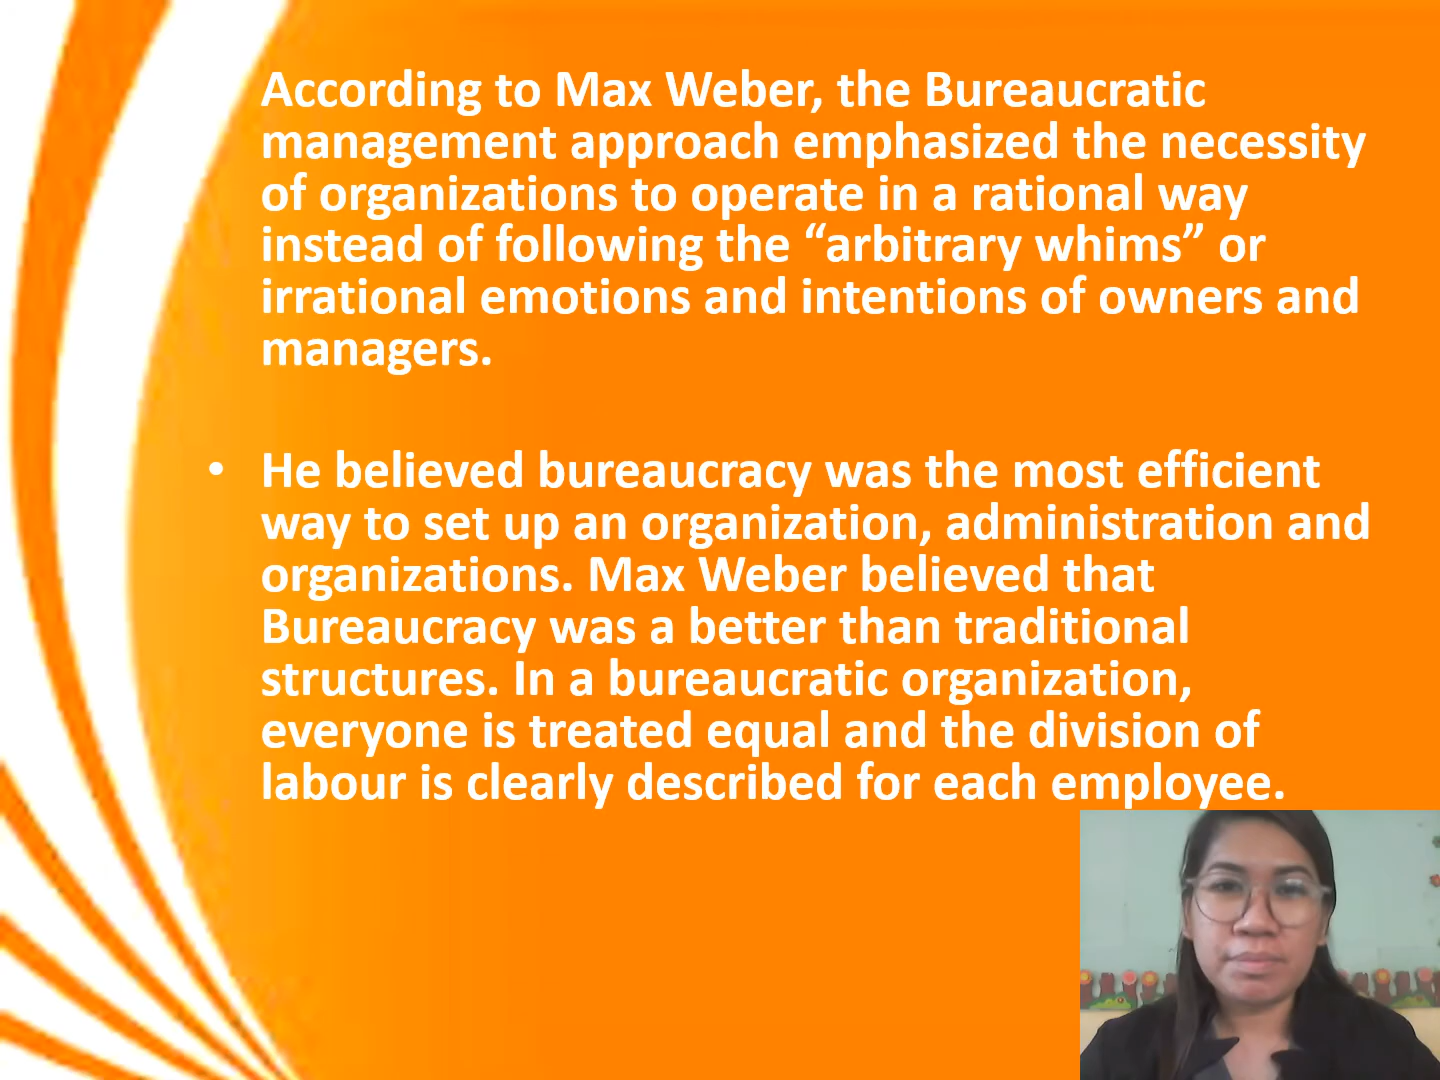 According to Max Weber, the Bureaucratic
management approach emphasized the necessity
of organizations to operate in a rational way
instead of following the “arbitrary whims” or
irrational emotions and intentions of owners and
managers.
• He believed bureaucracy was the most efficient
way to set up an organization, administration and
organizations. Max Weber believed that
Bureaucracy was a better than traditional
structures. In a bureaucratic organization,
everyone is treated equal and the division of
labour is clearly described for each employee.